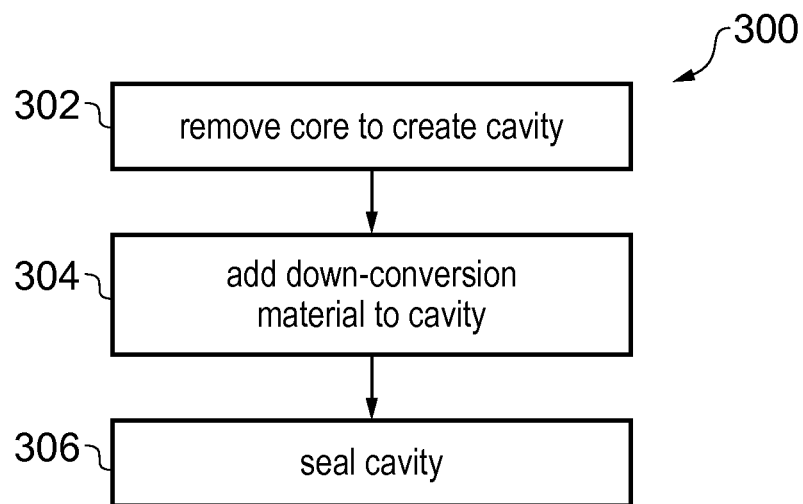 300
302
remove core to create cavity
304
add down-conversion
material to cavity
306
seal cavity